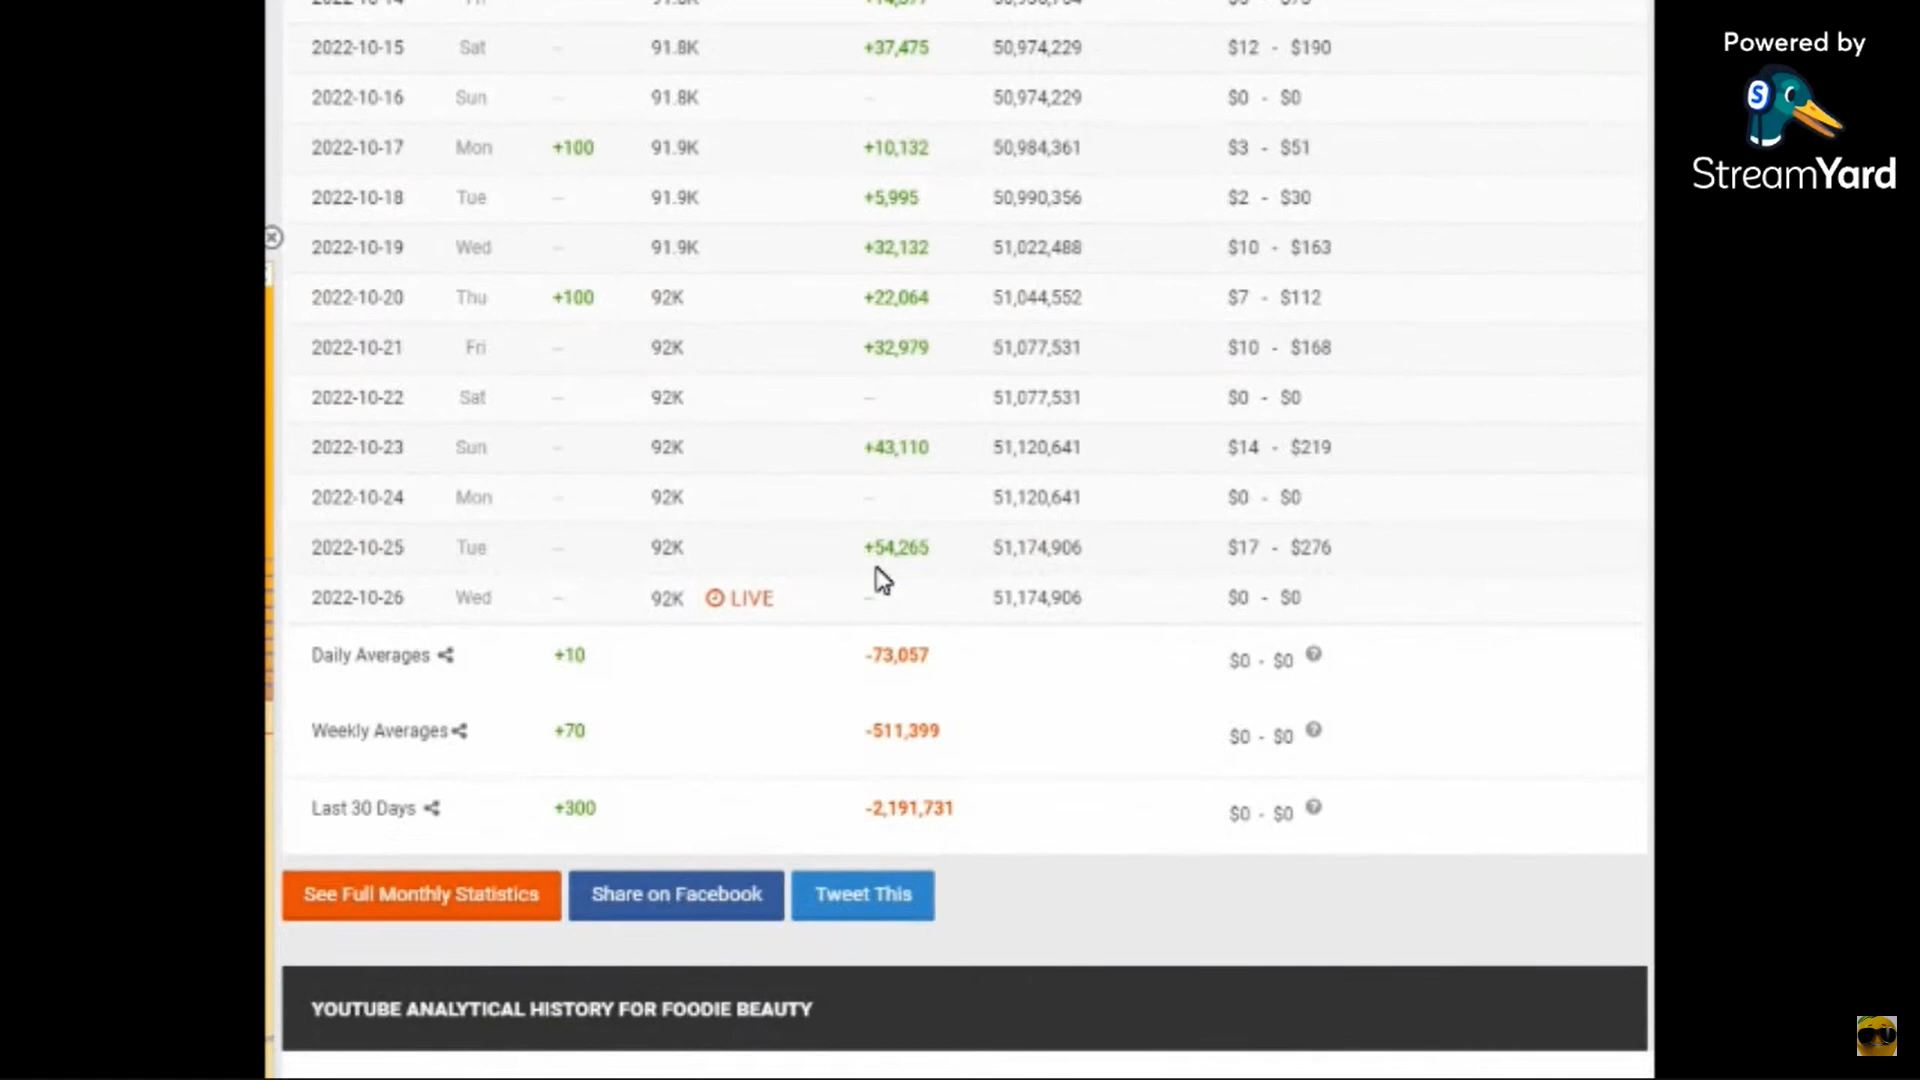 Powered by
StreamYard
2022-10-15 Sat – 91.8K +37,475 50,974,229 $12 - $190
2022-10-16 Sun – 91.8K – 50,974,229 $0 - $0
2022-10-17 Mon +100 91.9K +10,132 50,984,361 $3 - $51
2022-10-18 Tue – 91.9K +5,995 50,990,356 $2 - $30
2022-10-19 Wed – 91.9K +32,132 51,022,488 $10 - $163
2022-10-20 Thu +100 92K +22,064 51,044,552 $7 - $112
2022-10-21 Fri – 92K +32,979 51,077,531 $10 - $168
2022-10-22 Sat – 92K – 51,077,531 $0 - $0
2022-10-23 Sun – 92K +43,110 51,120,641 $14 - $219
2022-10-24 Mon – 92K – 51,120,641 $0 - $0
2022-10-25 Tue – 92K +54,265 51,174,906 $17 - $276
2022-10-26 Wed – 92K LIVE – 51,174,906 $0 - $0
Daily Averages +10 -73,057 $0 - $0
Weekly Averages +70 -511,399 $0 - $0
Last 30 Days +300 -2,191,731 $0 - $0
See Full Monthly Statistics Share on Facebook Tweet This
YOUTUBE ANALYTICAL HISTORY FOR FOODIE BEAUTY